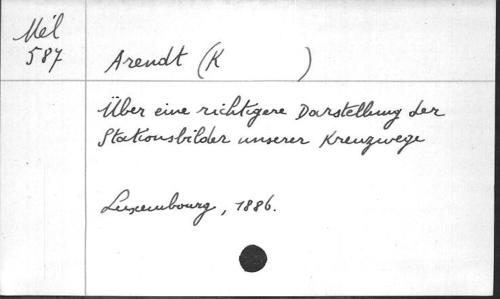 Mél
587
Arendt (K )
Über eine richtigere Darstellung der
Stationsbilder unserer Kreuzwege
Luxembourg, 1886.